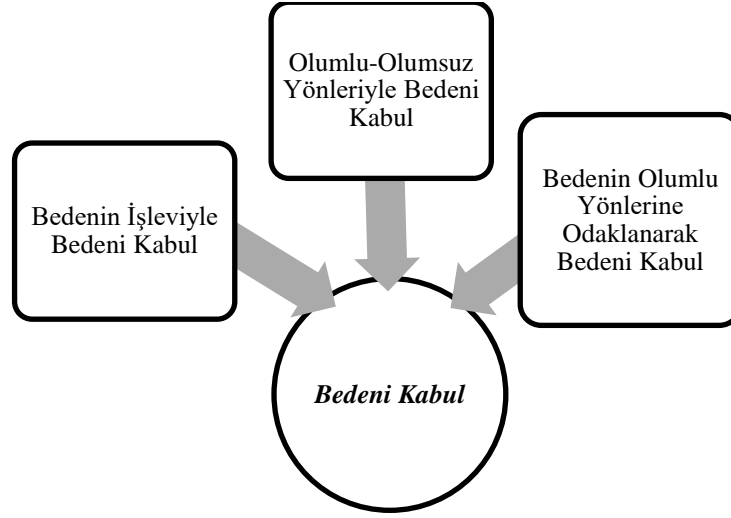 Bedenin İşleviyle
Bedeni Kabul
Olumlu-Olumsuz
Yönleriyle Bedeni
Kabul
Bedenin Olumlu
Yönlerine
Odaklanarak
Bedeni Kabul
Bedeni Kabul